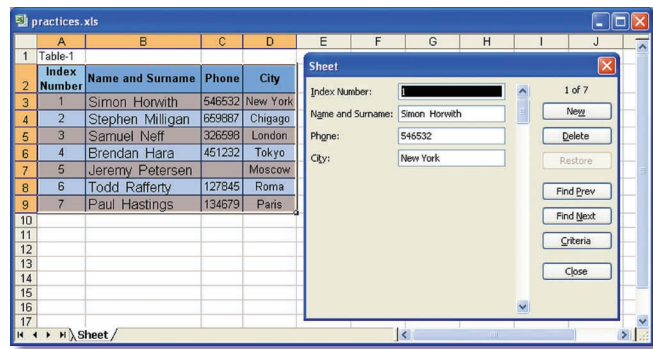 practices.xls
A B C D E F G H I J
1 Table-1
2 Index Number Name and Surname Phone City
3 1 Simon Horwith 546532 New York
4 2 Stephen Milligan 659887 Chigago
5 3 Samuel Neff 326598 London
6 4 Brendan Hara 451232 Tokyo
7 5 Jeremy Petersen Moscow
8 6 Todd Rafferty 127845 Roma
9 7 Paul Hastings 134679 Paris
10
11
12
13
14
15
16
17
Sheet
Sheet
Index Number: 1
Name and Surname: Simon Horwith
Phone: 546532
City: New York
1 of 7
New
Delete
Restore
Find Prev
Find Next
Criteria
Close